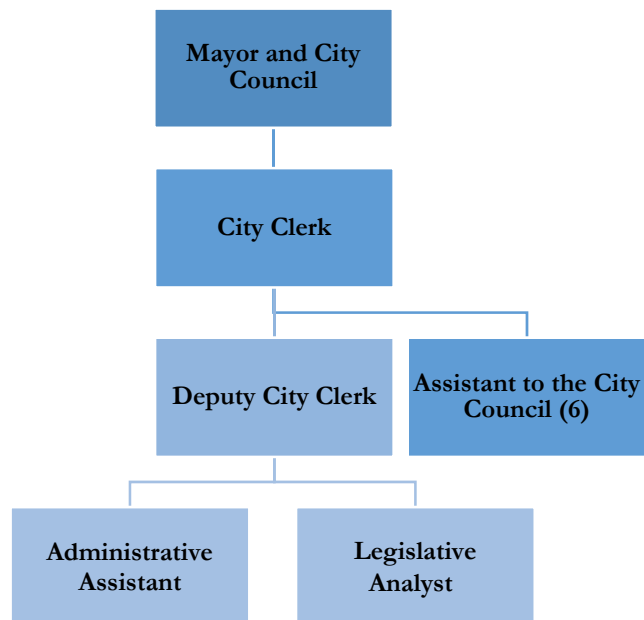 Mayor and City
Council
City Clerk
Deputy City Clerk
Assistant to the City
Council (6)
Administrative
Assistant
Legislative
Analyst